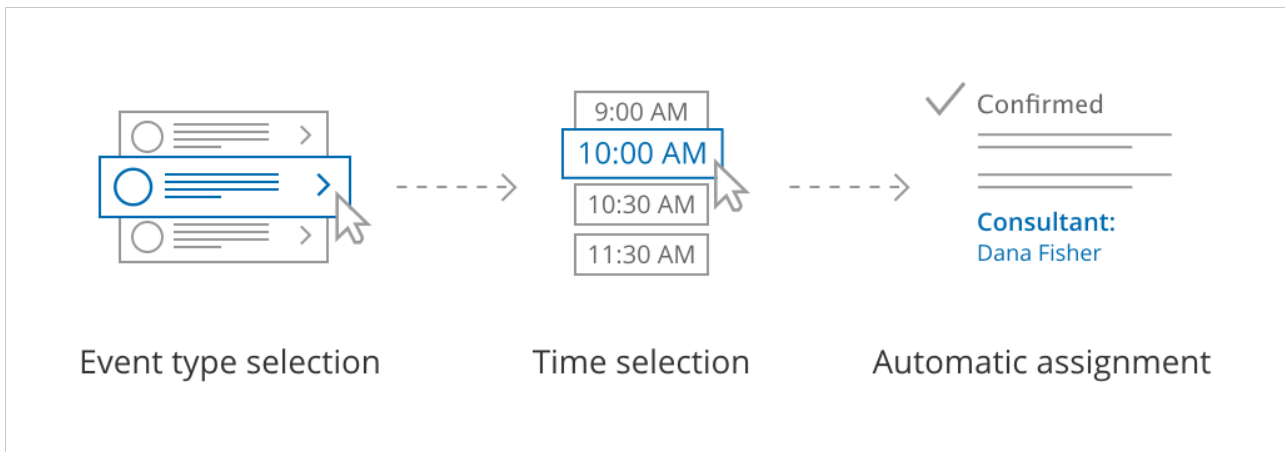 9:00 AM
10:00 AM
10:30 AM
11:30 AM
Confirmed
Consultant:
Dana Fisher
Event type selection
Time selection
Automatic assignment